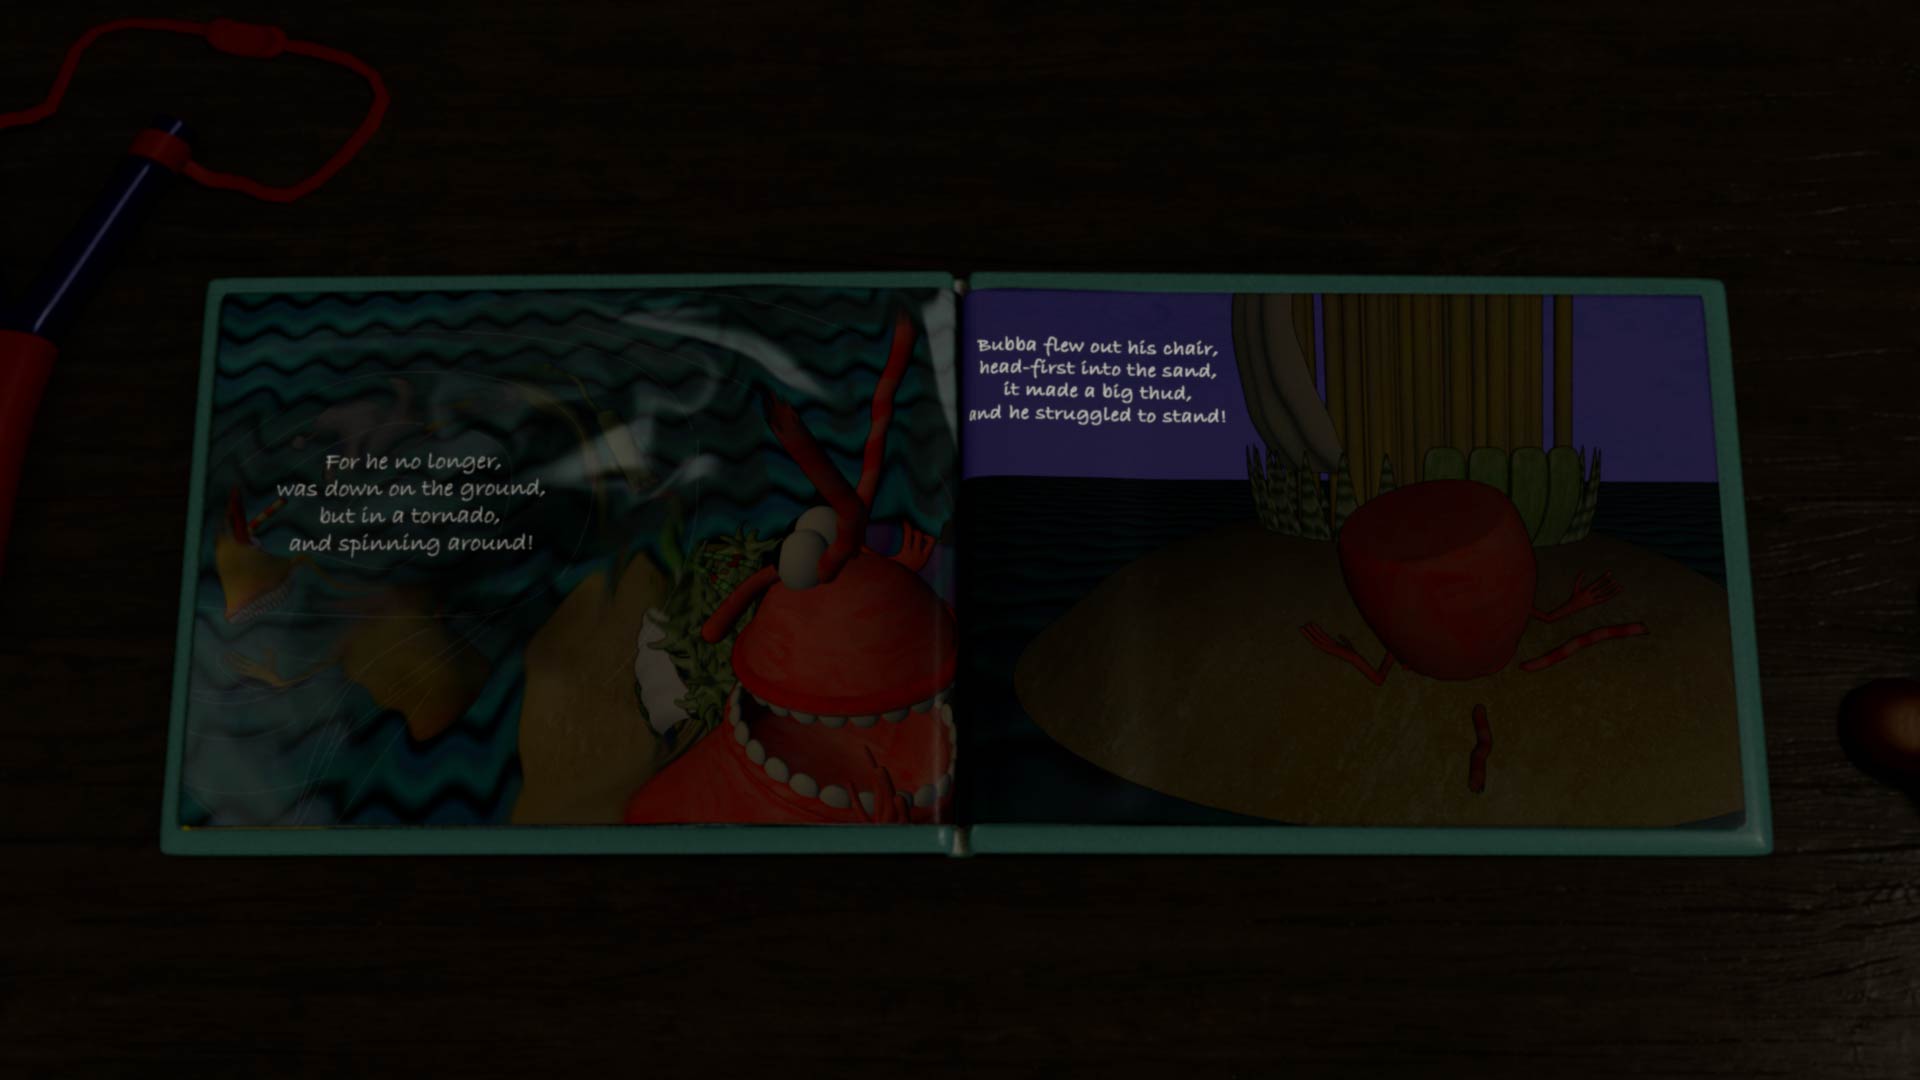 For he no longer,
was down on the ground,
but in a tornado,
and spinning around!
Bubba flew out his chair,
head-first into the sand,
it made a big thud,
and he struggled to stand!